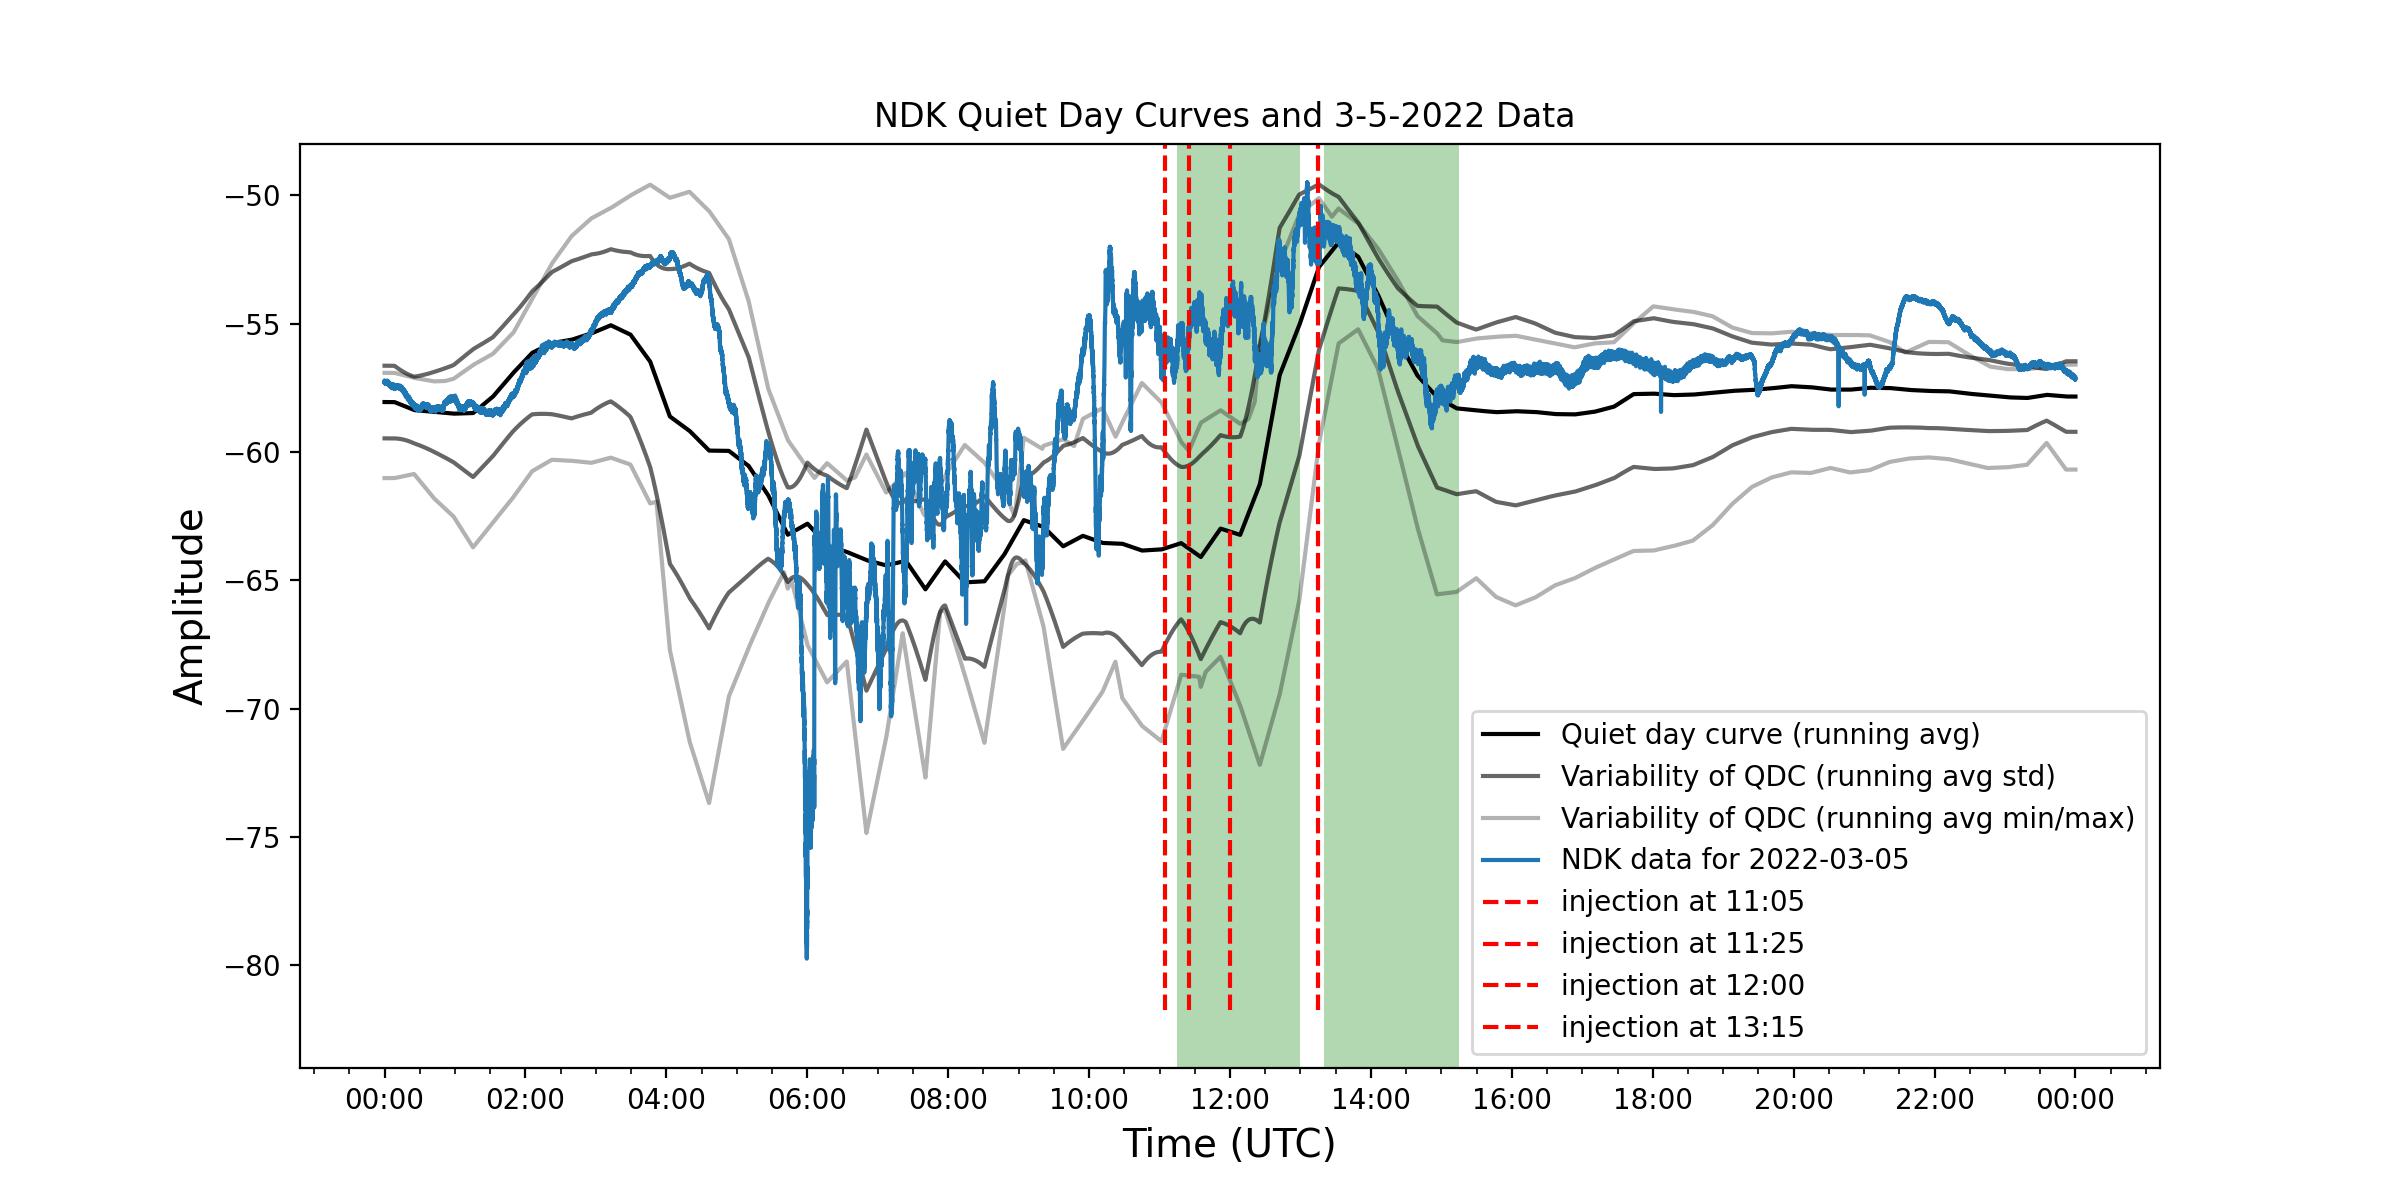 NDK Quiet Day Curves and 3-5-2022 Data
Amplitude
−50
−55
−60
−65
−70
−75
−80
Quiet day curve (running avg)
Variability of QDC (running avg std)
Variability of QDC (running avg min/max)
NDK data for 2022-03-05
injection at 11:05
injection at 11:25
injection at 12:00
injection at 13:15
00:00 02:00 04:00 06:00 08:00 10:00 12:00 14:00 16:00 18:00 20:00 22:00 00:00
Time (UTC)